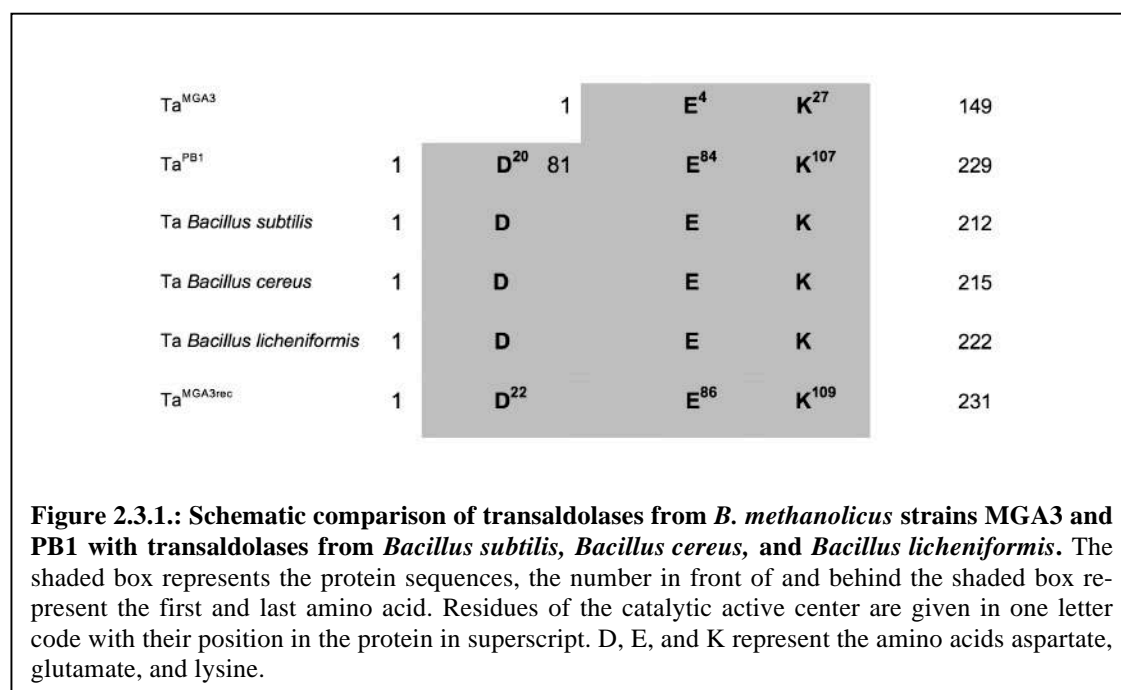 Ta^MGA3 1 E^4 K^27 149
Ta^PB1 1 D^20 81 E^84 K^107 229
Ta Bacillus subtilis 1 D E K 212
Ta Bacillus cereus 1 D E K 215
Ta Bacillus licheniformis 1 D E K 222
Ta^MGA3rec 1 D^22 E^86 K^109 231
Figure 2.3.1.: Schematic comparison of transaldolases from B. methanolicus strains MGA3 and
PB1 with transaldolases from Bacillus subtilis, Bacillus cereus, and Bacillus licheniformis. The
shaded box represents the protein sequences, the number in front of and behind the shaded box re-
present the first and last amino acid. Residues of the catalytic active center are given in one letter
code with their position in the protein in superscript. D, E, and K represent the amino acids aspartate,
glutamate, and lysine.